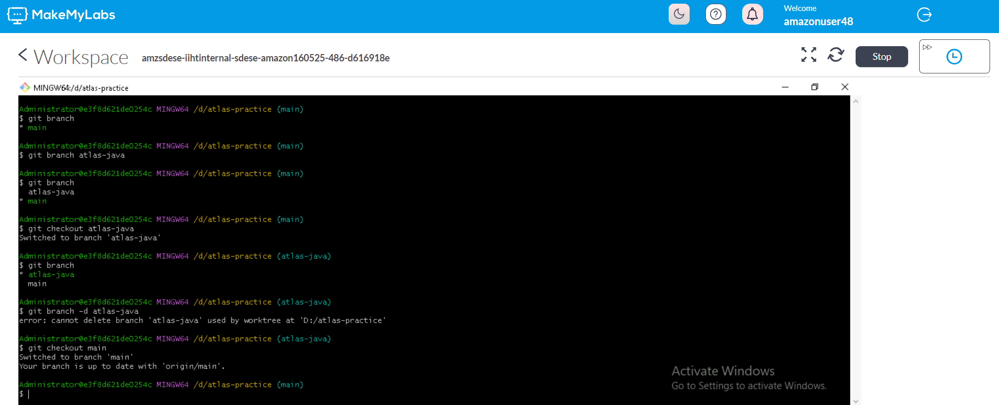 MakeMyLabs
Welcome
amazonuser48
Workspace
amzsdese-iihtinternal-sdese-amazon160525-486-d616918e
Stop
MINGW64:/d/atlas-practice
Administrator@e3f8d621de0254c MINGW64 /d/atlas-practice (main)
$ git branch
* main
Administrator@e3f8d621de0254c MINGW64 /d/atlas-practice (main)
$ git branch atlas-java
Administrator@e3f8d621de0254c MINGW64 /d/atlas-practice (main)
$ git branch
  atlas-java
* main
Administrator@e3f8d621de0254c MINGW64 /d/atlas-practice (main)
$ git checkout atlas-java
Switched to branch 'atlas-java'
Administrator@e3f8d621de0254c MINGW64 /d/atlas-practice (atlas-java)
$ git branch
* atlas-java
  main
Administrator@e3f8d621de0254c MINGW64 /d/atlas-practice (atlas-java)
$ git branch -d atlas-java
error: cannot delete branch 'atlas-java' used by worktree at 'D:/atlas-practice'
Administrator@e3f8d621de0254c MINGW64 /d/atlas-practice (atlas-java)
$ git checkout main
Switched to branch 'main'
Your branch is up to date with 'origin/main'.
Administrator@e3f8d621de0254c MINGW64 /d/atlas-practice (main)
$
Activate Windows
Go to Settings to activate Windows.